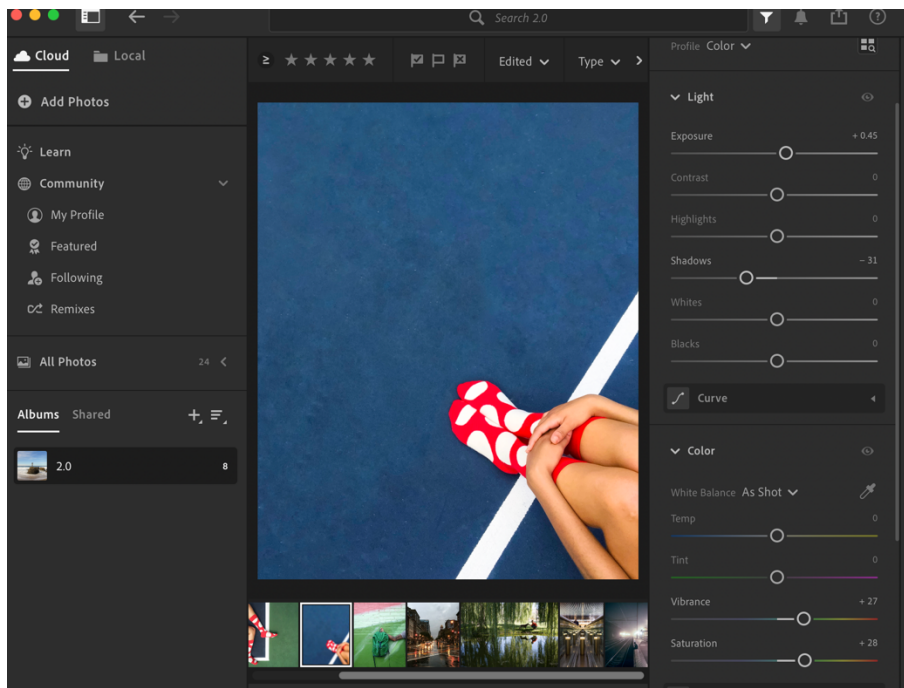 Search 2.0
Cloud Local
Add Photos
Learn
Community
My Profile
Featured
Following
Remixes
All Photos 24
Albums Shared
2.0 8
≥ Edited Type
Profile Color
Light
Exposure + 0.45
Contrast 0
Highlights 0
Shadows – 31
Whites 0
Blacks 0
Curve
Color
White Balance As Shot
Temp 0
Tint 0
Vibrance + 27
Saturation + 28